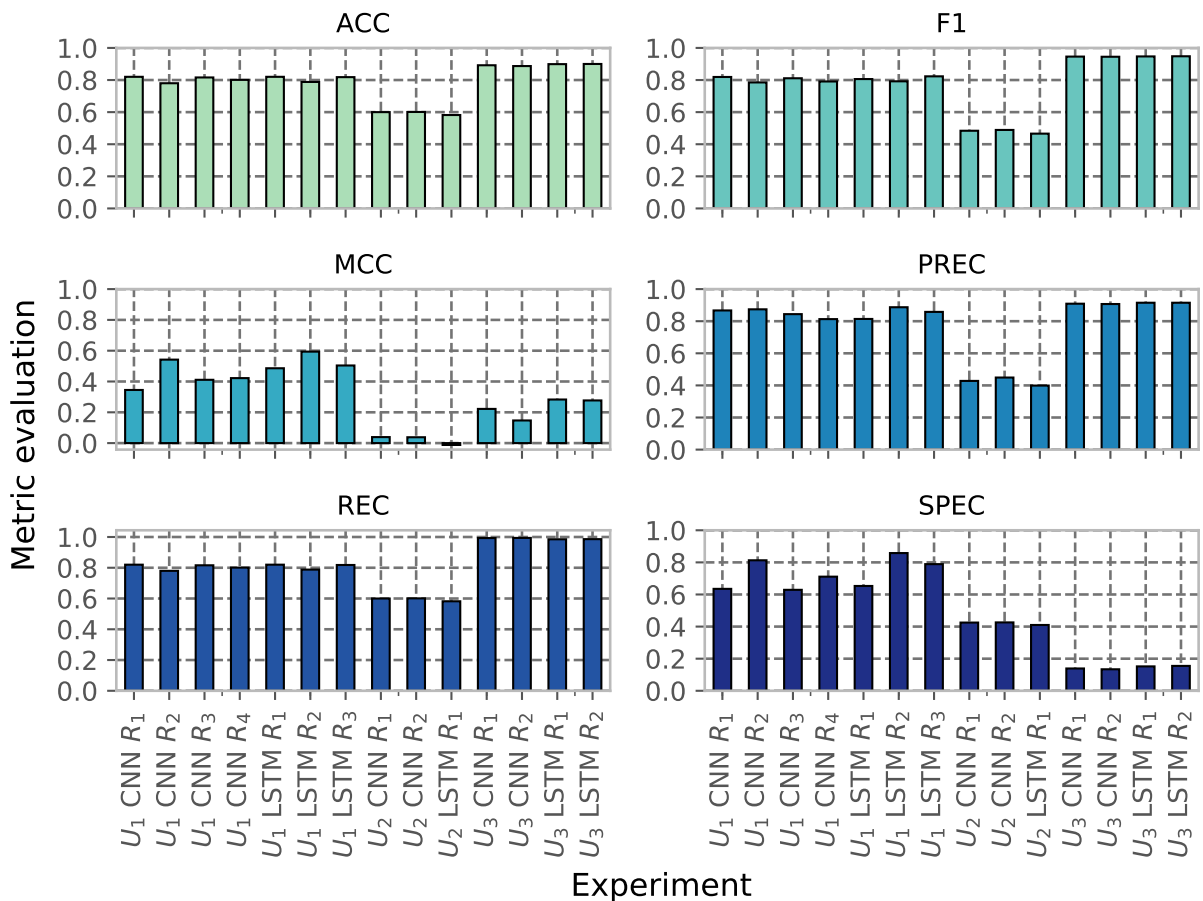 ACC
1.0
0.8
0.6
0.4
0.2
0.0
F1
1.0
0.8
0.6
0.4
0.2
0.0
Metric evaluation
MCC
1.0
0.8
0.6
0.4
0.2
0.0
PREC
1.0
0.8
0.6
0.4
0.2
0.0
REC
1.0
0.8
0.6
0.4
0.2
0.0
SPEC
1.0
0.8
0.6
0.4
0.2
0.0
U₁ CNN R₁
U₁ CNN R₂
U₁ CNN R₃
U₁ CNN R₄
U₁ LSTM R₁
U₁ LSTM R₂
U₁ LSTM R₃
U₂ CNN R₁
U₂ CNN R₂
U₂ LSTM R₁
U₃ CNN R₁
U₃ CNN R₂
U₃ LSTM R₁
U₃ LSTM R₂
U₁ CNN R₁
U₁ CNN R₂
U₁ CNN R₃
U₁ CNN R₄
U₁ LSTM R₁
U₁ LSTM R₂
U₁ LSTM R₃
U₂ CNN R₁
U₂ CNN R₂
U₂ LSTM R₁
U₃ CNN R₁
U₃ CNN R₂
U₃ LSTM R₁
U₃ LSTM R₂
Experiment